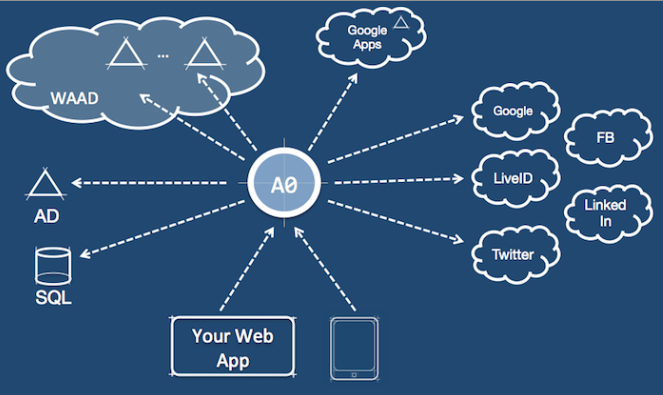 ...
WAAD
Google
Apps
Google
FB
LiveID
Linked
In
Twitter
A0
AD
SQL
Your Web
App